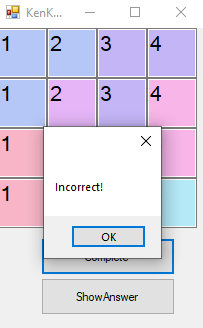 KenK...
1 2 3 4
1 2 3 4
1
1
Incorrect!
OK
Complete
ShowAnswer